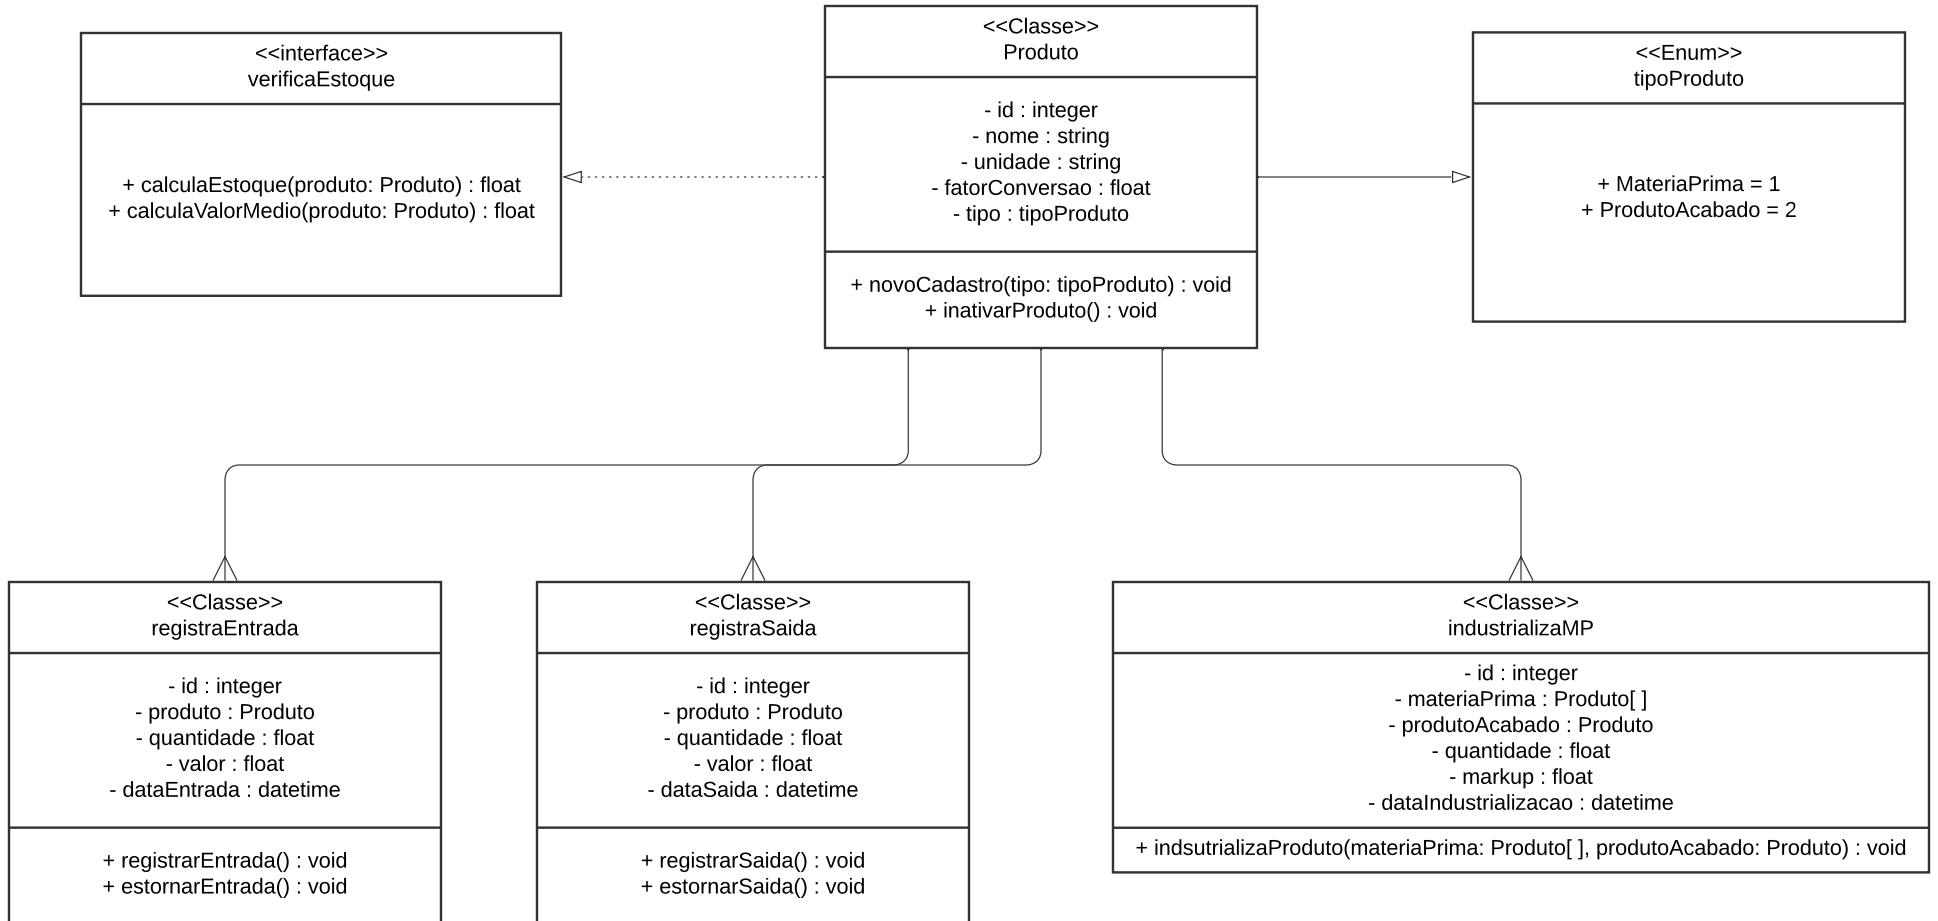 <<interface>>
verificaEstoque
+ calculaEstoque(produto: Produto) : float
+ calculaValorMedio(produto: Produto) : float
<<Classe>>
Produto
- id : integer
- nome : string
- unidade : string
- fatorConversao : float
- tipo : tipoProduto
+ novoCadastro(tipo: tipoProduto) : void
+ inativarProduto() : void
<<Enum>>
tipoProduto
+ MateriaPrima = 1
+ ProdutoAcabado = 2
<<Classe>>
registraEntrada
- id : integer
- produto : Produto
- quantidade : float
- valor : float
- dataEntrada : datetime
+ registrarEntrada() : void
+ estornarEntrada() : void
<<Classe>>
registraSaida
- id : integer
- produto : Produto
- quantidade : float
- valor : float
- dataSaida : datetime
+ registrarSaida() : void
+ estornarSaida() : void
<<Classe>>
industrializaMP
- id : integer
- materiaPrima : Produto[ ]
- produtoAcabado : Produto
- quantidade : float
- markup : float
- dataIndustrializacao : datetime
+ indsutrializaProduto(materiaPrima: Produto[ ], produtoAcabado: Produto) : void